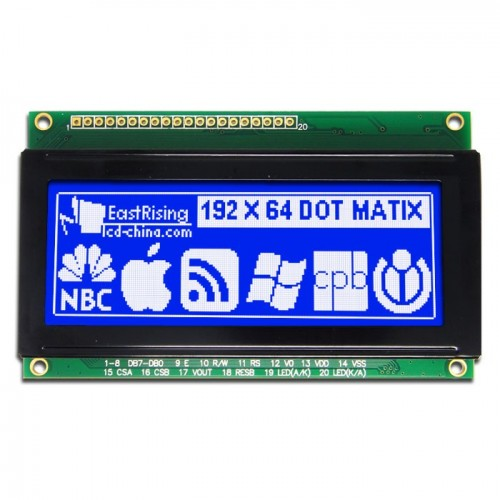 1 20
EastRising
lcd-china.com
192 X 64 DOT MATIX
NBC
cpb
1-8 DB7-DB0 9 E 10 R/W 11 RS 12 VO 13 VDD 14 VSS
15 CSA 16 CSB 17 VOUT 18 RESB 19 LED(A/K) 20 LED(K/A)